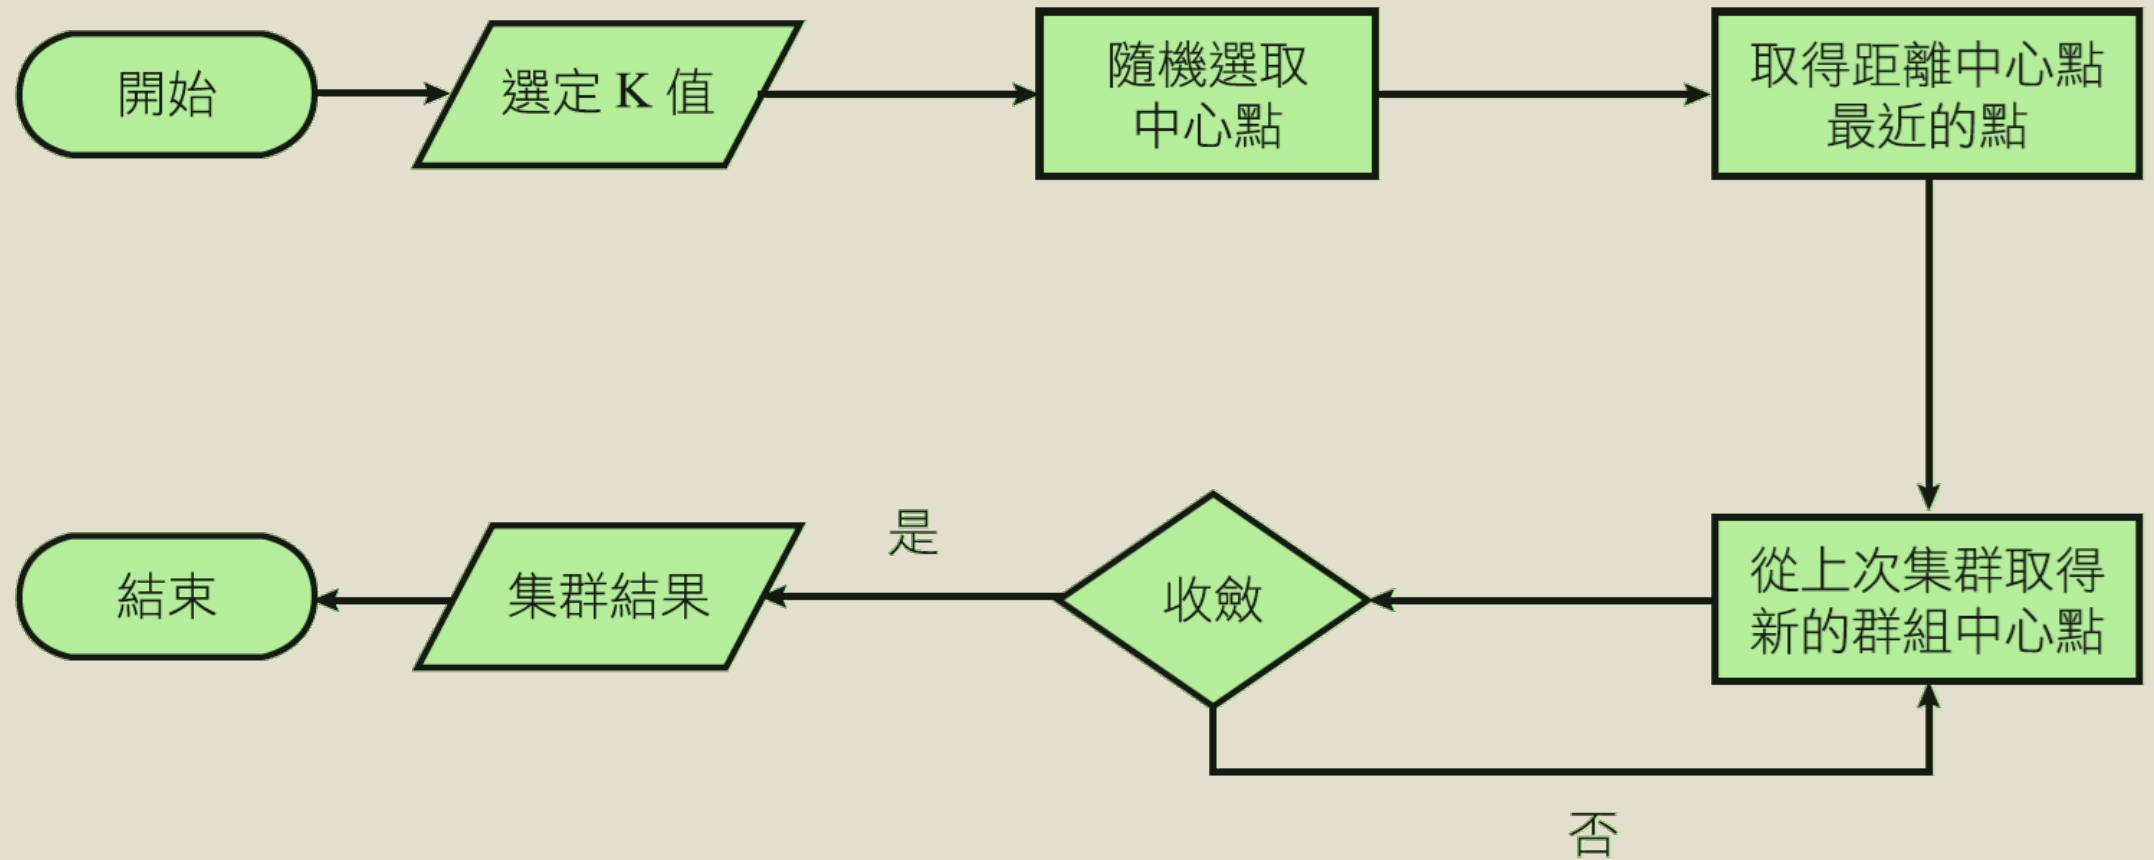 開始
選定 K 值
隨機選取
中心點
取得距離中心點
最近的點
從上次集群取得
新的群組中心點
收斂
是
否
集群結果
結束